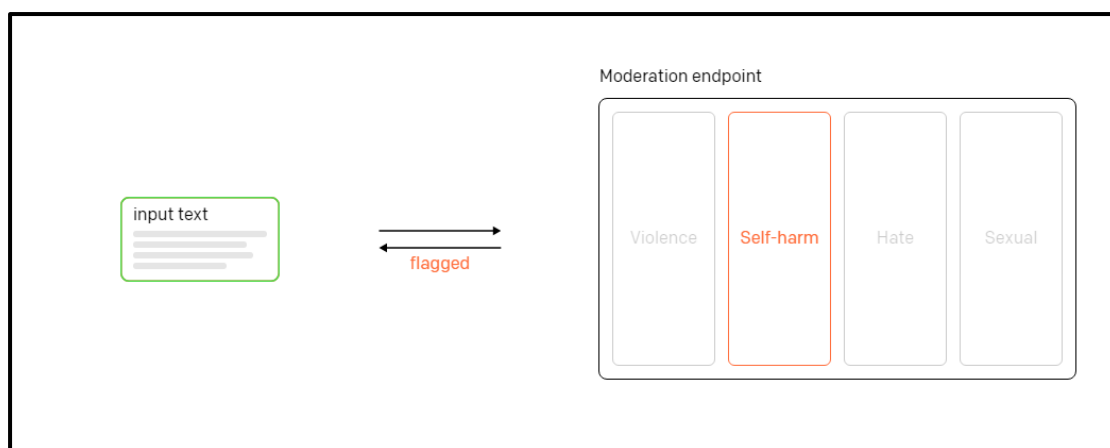 Moderation endpoint
input text
flagged
Violence
Self-harm
Hate
Sexual